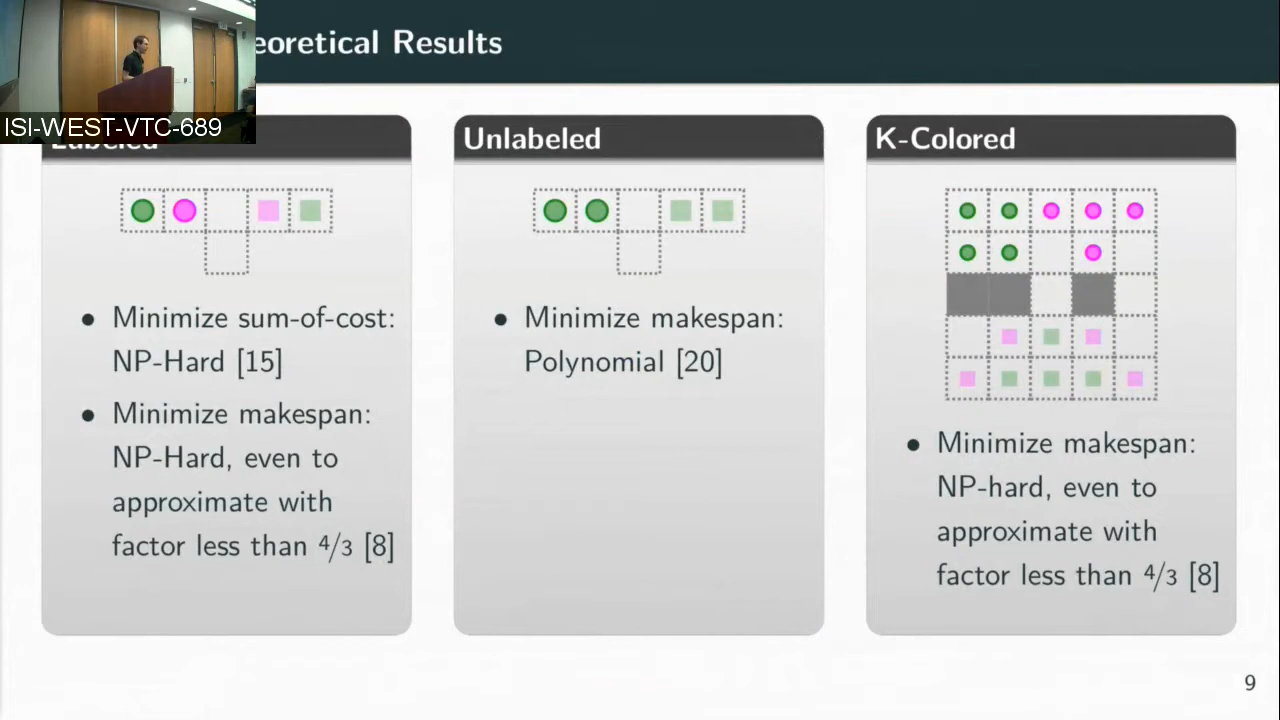 eoretical Results
ISI-WEST-VTC-689
Labeled
Unlabeled
K-Colored
• Minimize sum-of-cost:
NP-Hard [15]
• Minimize makespan:
NP-Hard, even to
approximate with
factor less than 4/3 [8]
• Minimize makespan:
Polynomial [20]
• Minimize makespan:
NP-hard, even to
approximate with
factor less than 4/3 [8]
9